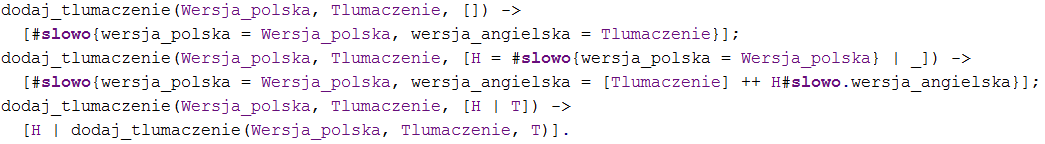 dodaj_tlumaczenie(Wersja_polska, Tlumaczenie, []) ->
  [#slowo{wersja_polska = Wersja_polska, wersja_angielska = Tlumaczenie}];
dodaj_tlumaczenie(Wersja_polska, Tlumaczenie, [H = #slowo{wersja_polska = Wersja_polska} | _]) ->
  [#slowo{wersja_polska = Wersja_polska, wersja_angielska = [Tlumaczenie] ++ H#slowo.wersja_angielska}];
dodaj_tlumaczenie(Wersja_polska, Tlumaczenie, [H | T]) ->
  [H | dodaj_tlumaczenie(Wersja_polska, Tlumaczenie, T)].